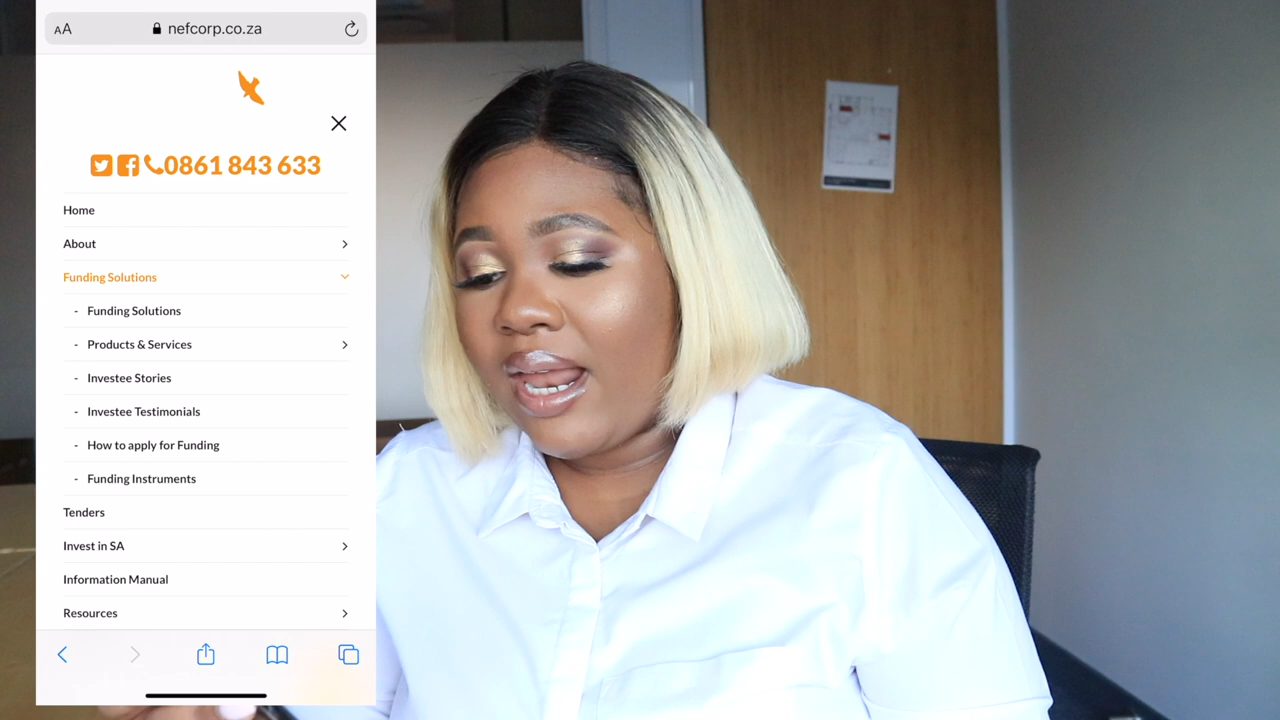 AA nefcorp.co.za
0861 843 633
Home
About
Funding Solutions
- Funding Solutions
- Products & Services
- Investee Stories
- Investee Testimonials
- How to apply for Funding
- Funding Instruments
Tenders
Invest in SA
Information Manual
Resources